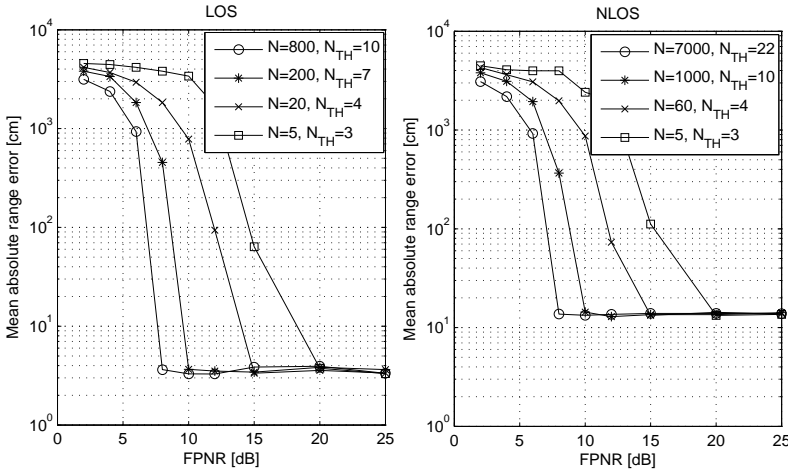 LOS
Mean absolute range error [cm]
10^4
10^3
10^2
10^1
10^0
N=800, N_TH=10
N=200, N_TH=7
N=20, N_TH=4
N=5, N_TH=3
0 5 10 15 20 25
FPNR [dB]
NLOS
Mean absolute range error [cm]
10^4
10^3
10^2
10^1
10^0
N=7000, N_TH=22
N=1000, N_TH=10
N=60, N_TH=4
N=5, N_TH=3
0 5 10 15 20 25
FPNR [dB]